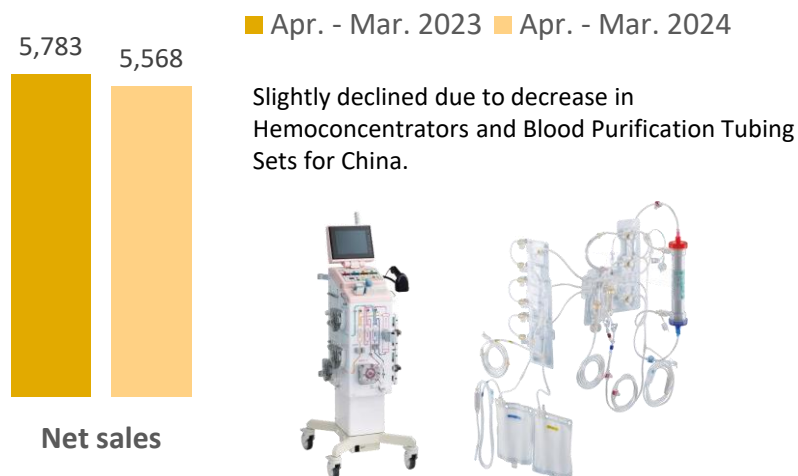 Apr. - Mar. 2023 Apr. - Mar. 2024
5,783
5,568
Slightly declined due to decrease in
Hemoconcentrators and Blood Purification Tubing
Sets for China.
Net sales